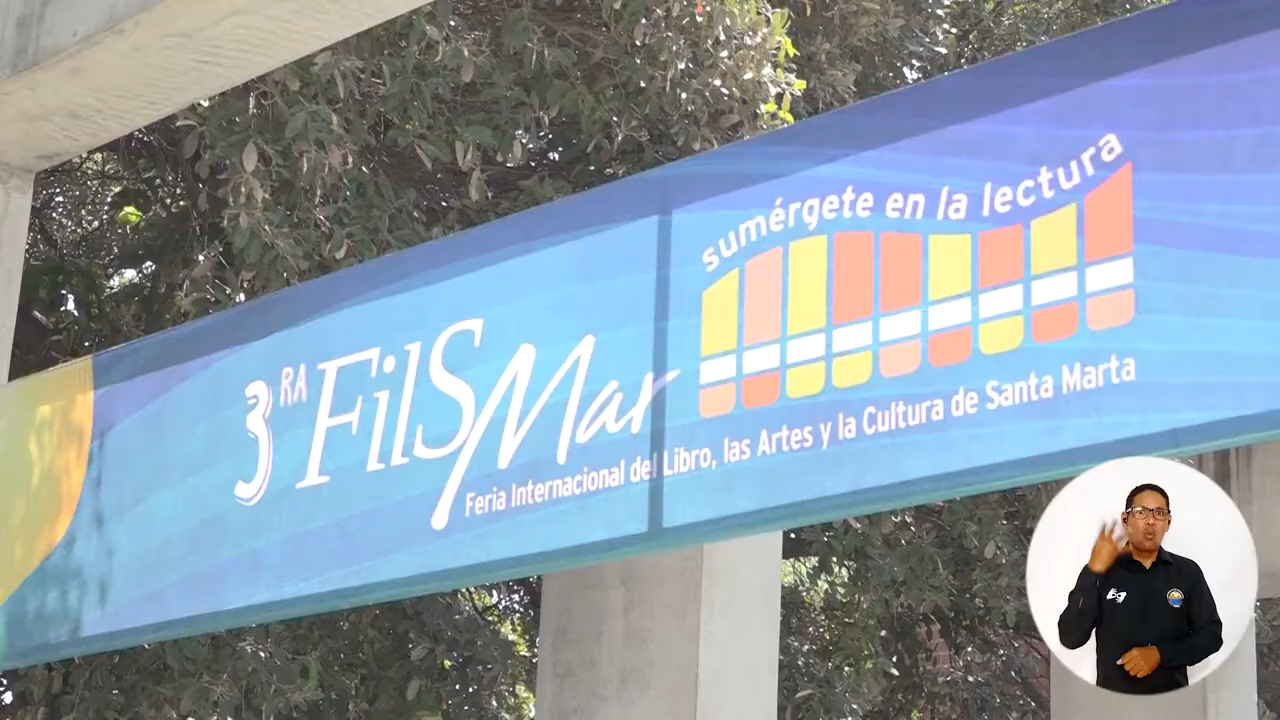 3RA FilSMar
Feria Internacional del Libro, las Artes y la Cultura de Santa Marta
sumérgete en la lectura